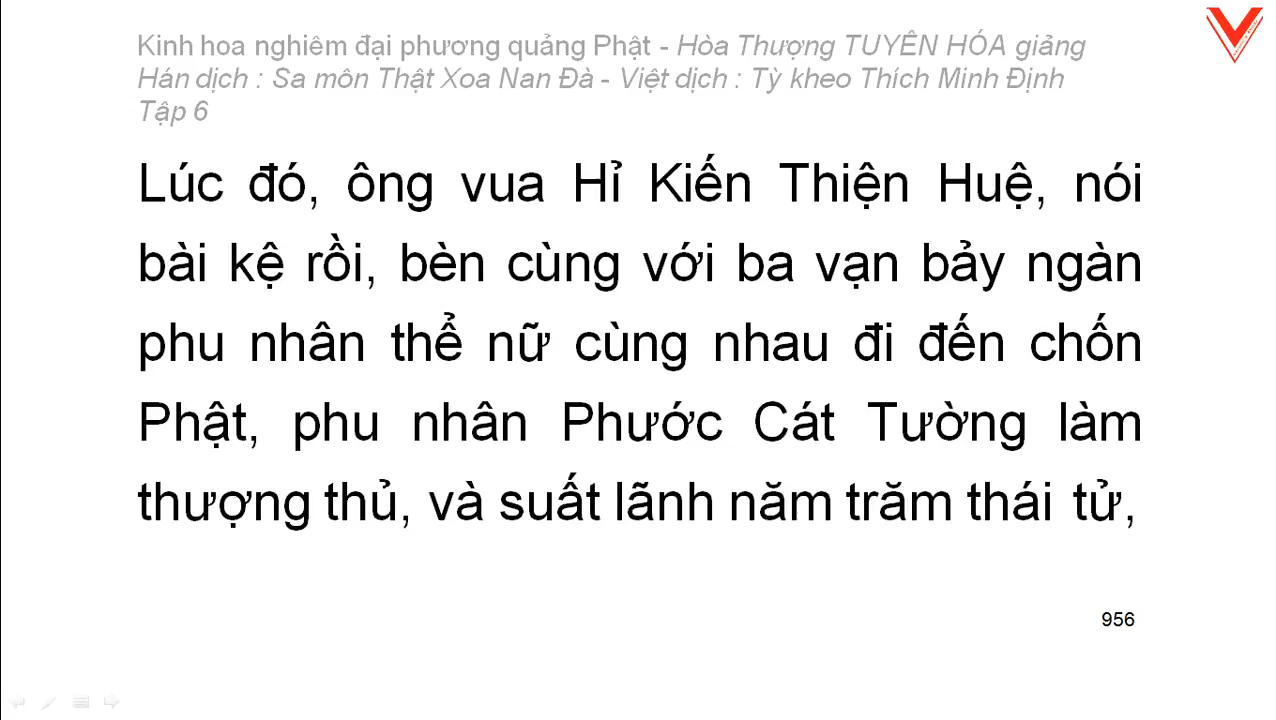 Kinh hoa nghiêm đại phương quảng Phật - Hòa Thượng TUYÊN HÓA giảng
Hán dịch : Sa môn Thật Xoa Nan Đà - Việt dịch : Tỳ kheo Thích Minh Định
Tập 6
Lúc đó, ông vua Hỉ Kiến Thiện Huệ, nói
bài kệ rồi, bèn cùng với ba vạn bảy ngàn
phu nhân thể nữ cùng nhau đi đến chốn
Phật, phu nhân Phước Cát Tường làm
thượng thủ, và suất lãnh năm trăm thái tử,
956